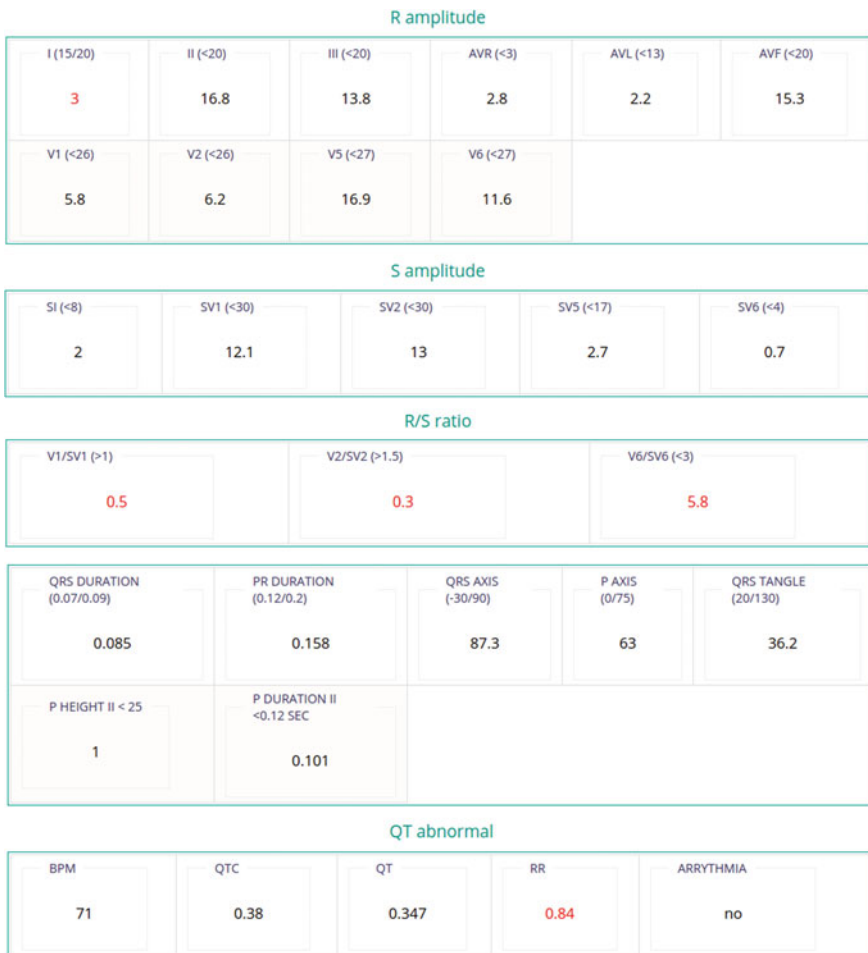 R amplitude
I (15/20) II (<20) III (<20) AVR (<3) AVL (<13) AVF (<20)
3 16.8 13.8 2.8 2.2 15.3
V1 (<26) V2 (<26) V5 (<27) V6 (<27)
5.8 6.2 16.9 11.6
S amplitude
SI (<8) SV1 (<30) SV2 (<30) SV5 (<17) SV6 (<4)
2 12.1 13 2.7 0.7
R/S ratio
V1/SV1 (>1) V2/SV2 (>1.5) V6/SV6 (<3)
0.5 0.3 5.8
QRS DURATION PR DURATION QRS AXIS P AXIS QRS TANGLE
(0.07/0.09) (0.12/0.2) (-30/90) (0/75) (20/130)
0.085 0.158 87.3 63 36.2
P HEIGHT II < 25 P DURATION II
<0.12 SEC
1 0.101
QT abnormal
BPM QTC QT RR ARRYTHMIA
71 0.38 0.347 0.84 no